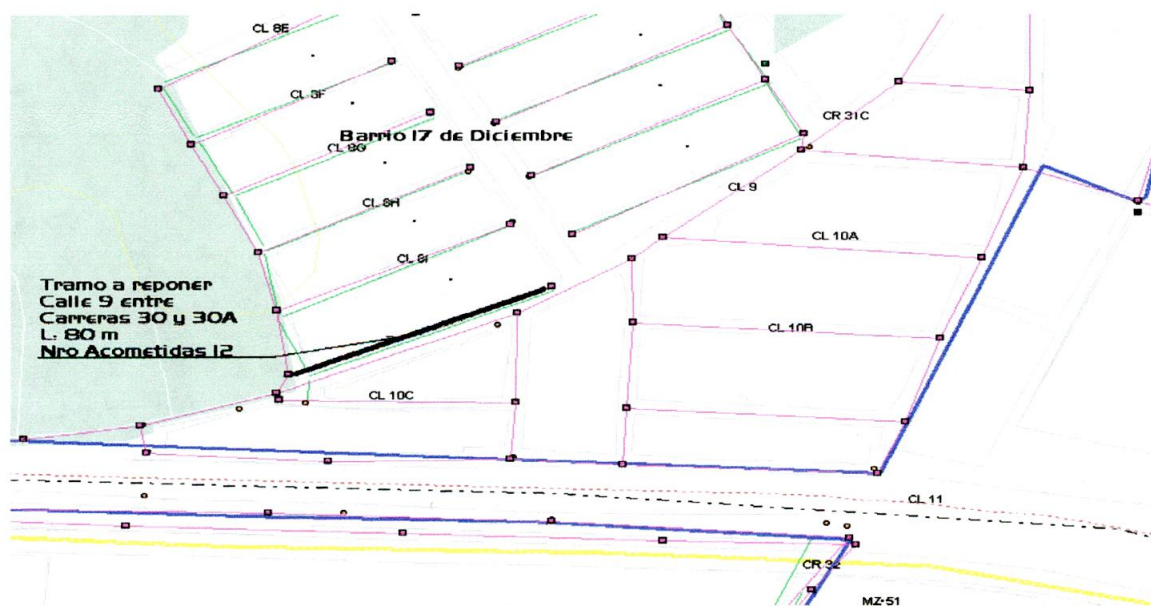 CL 8E
CL 8F
Barrio 17 de Diciembre
CL 8G
CR 31C
CL 9
CL 8H
CL 10A
CL 8I
Tramo a reponer
Calle 9 entre
Carreras 30 y 30A
L: 80 m
Nro Acometidas 12
CL 10B
CL 10C
CL 11
CR 32
MZ-51